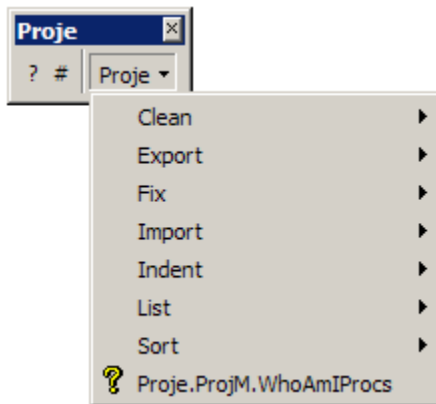 Proje
? # Proje
Clean
Export
Fix
Import
Indent
List
Sort
Proje.ProjM.WhoAmIProcs